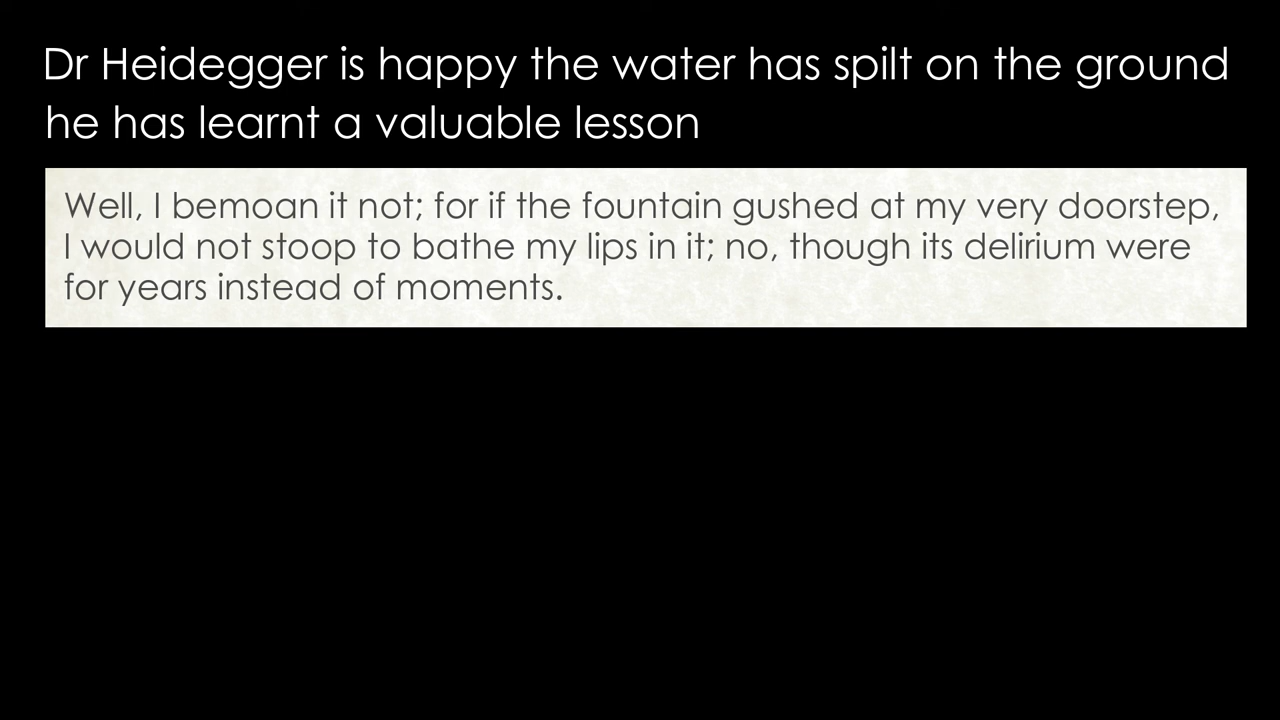 Dr Heidegger is happy the water has spilt on the ground
he has learnt a valuable lesson
Well, I bemoan it not; for if the fountain gushed at my very doorstep,
I would not stoop to bathe my lips in it; no, though its delirium were
for years instead of moments.